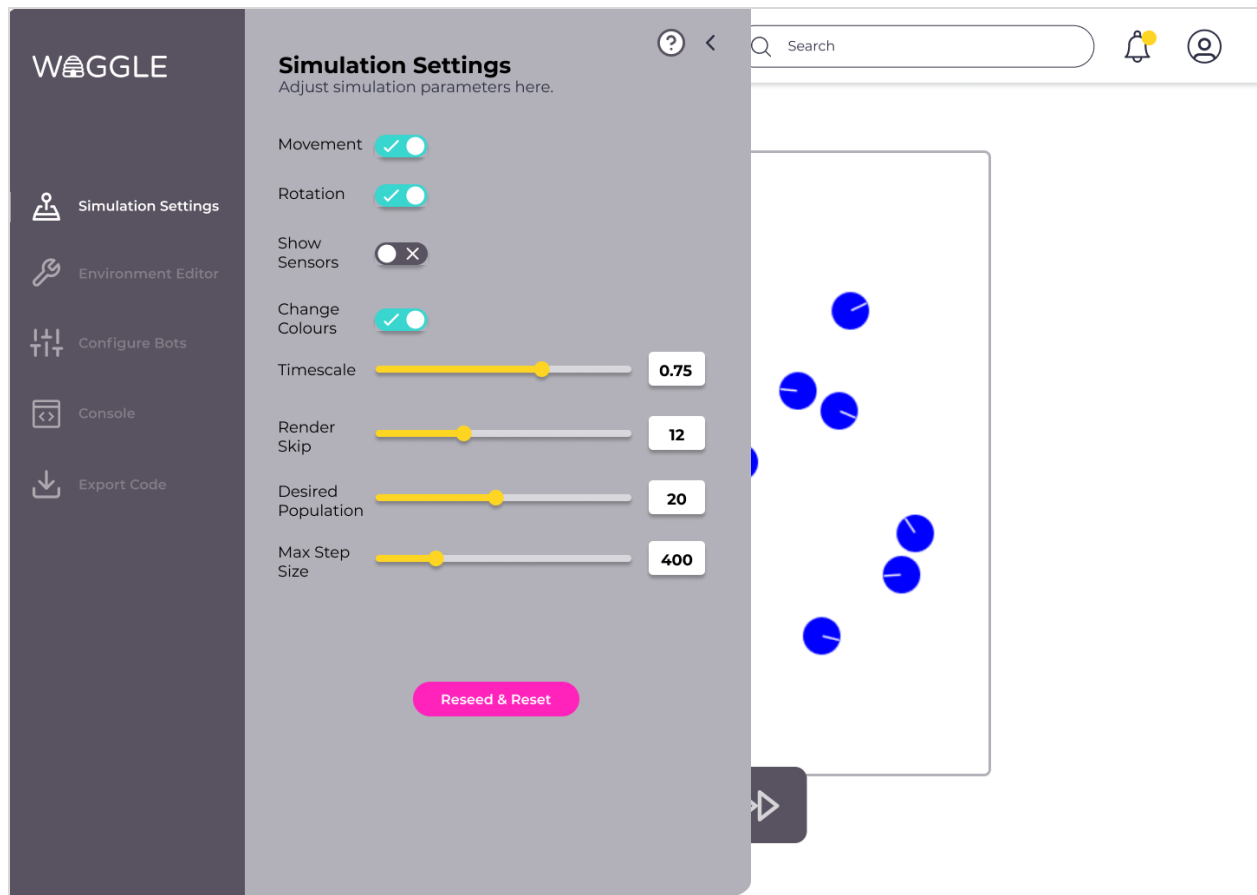 WAGGLE
Search
Simulation Settings
Adjust simulation parameters here.
Simulation Settings
Environment Editor
Configure Bots
Console
Export Code
Movement
Rotation
Show
Sensors
Change
Colours
Timescale
0.75
Render
Skip
12
Desired
Population
20
Max Step
Size
400
Reseed & Reset